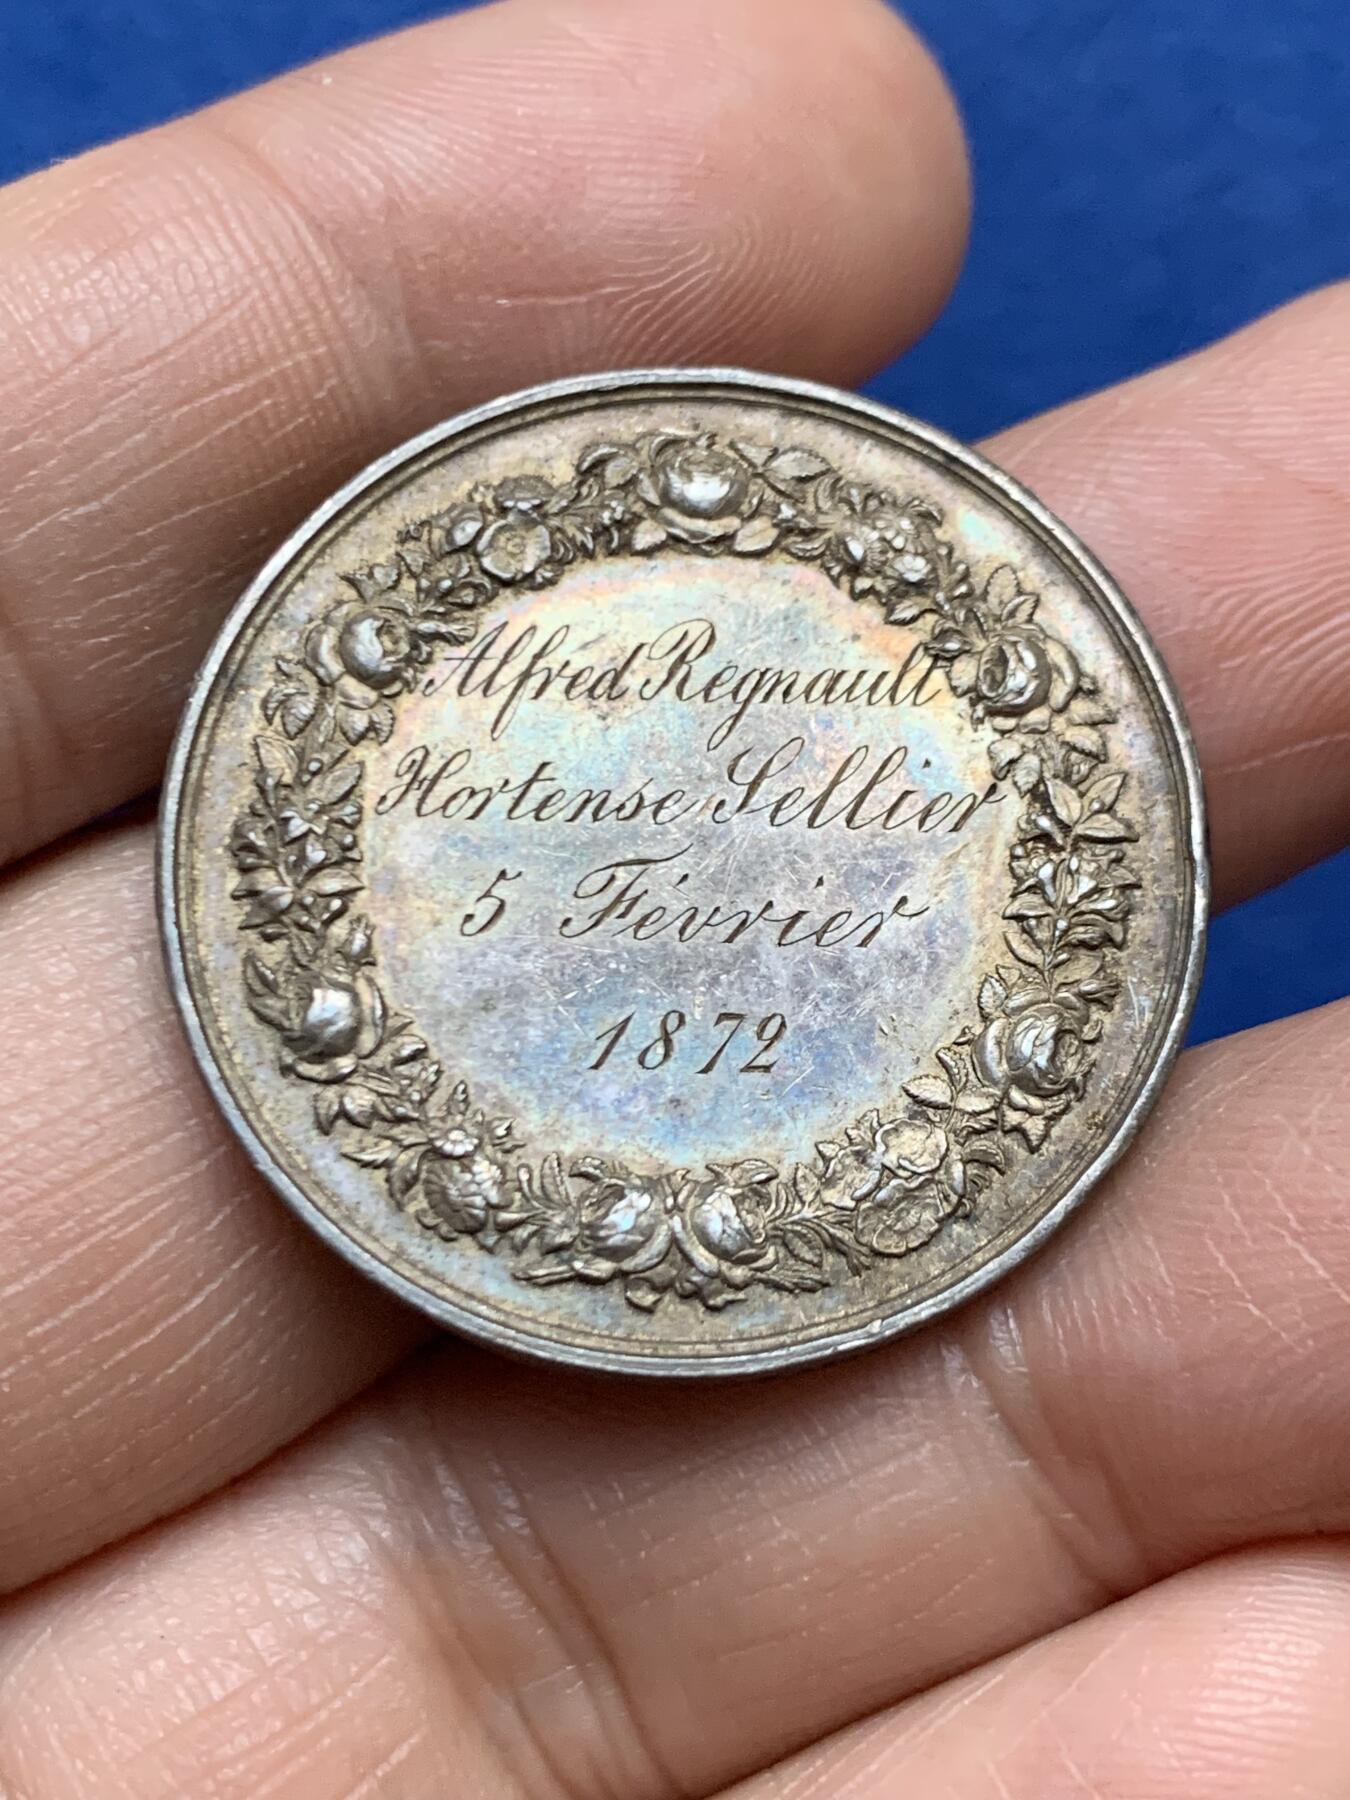 Alfred Regnault
Hortense Sellier
5 Février
1872